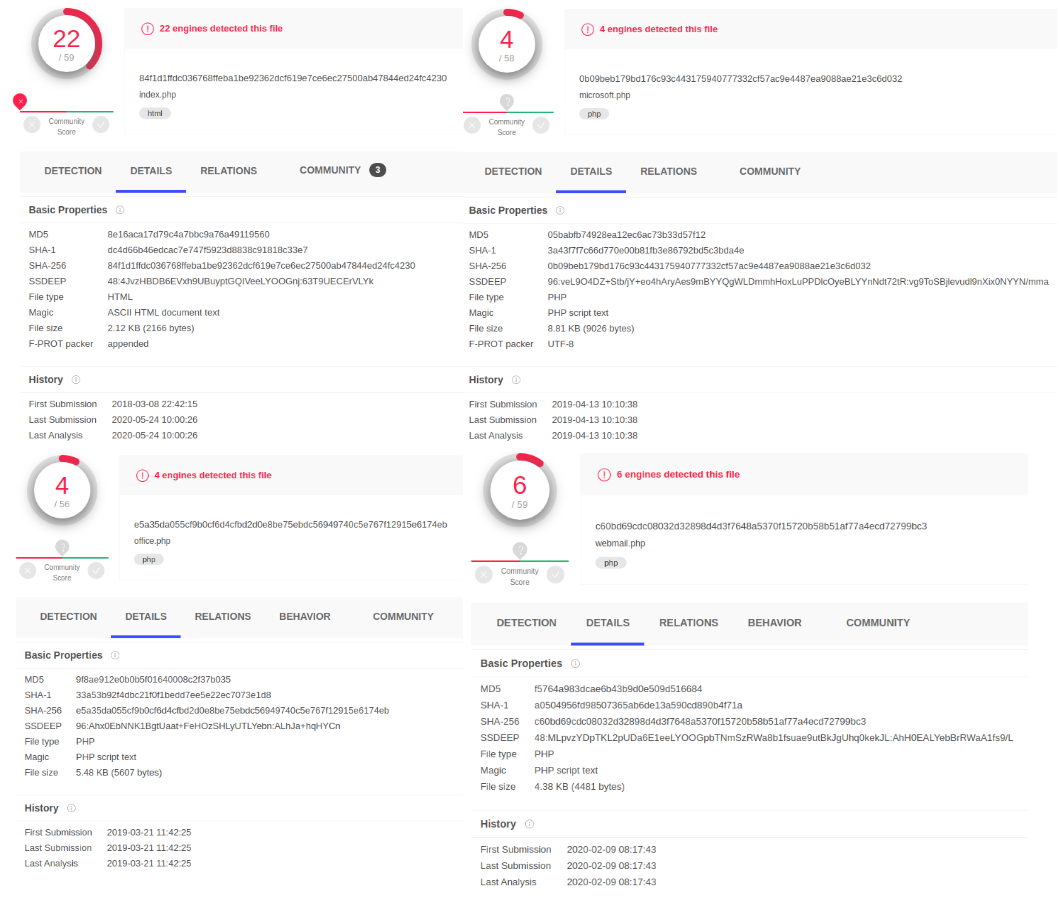 22
/ 59
22 engines detected this file
84f1d1ffdc036768ffeba1be92362dcf619e7ce6ec27500ab47844ed24fc4230
index.php
html
Community
Score
DETECTION DETAILS RELATIONS COMMUNITY 3
Basic Properties
MD5 8e16aca17d79c4a7bbc9a76a49119560
SHA-1 dc4d66b46edcac7e747f5923d8838c91818c33e7
SHA-256 84f1d1ffdc036768ffeba1be92362dcf619e7ce6ec27500ab47844ed24fc4230
SSDEEP 48:4JvzHBDB6EVxh9UBuyptGQIVeeLYOOGnj:63T9UECErVLYk
File type HTML
Magic ASCII HTML document text
File size 2.12 KB (2166 bytes)
F-PROT packer appended
History
First Submission 2018-03-08 22:42:15
Last Submission 2020-05-24 10:00:26
Last Analysis 2020-05-24 10:00:26
4
/ 58
4 engines detected this file
0b09beb179bd176c93c443175940777332cf57ac9e4487ea9088ae21e3c6d032
microsoft.php
php
?
Community
Score
DETECTION DETAILS RELATIONS COMMUNITY
Basic Properties
MD5 05babfb74928ea12ec6ac73b33d57f12
SHA-1 3a43f7f7c66d770e00b81fb3e86792bd5c3bda4e
SHA-256 0b09beb179bd176c93c443175940777332cf57ac9e4487ea9088ae21e3c6d032
SSDEEP 96:veL9O4DZ+Stb/jY+eo4hAryAes9mBYYQgWLDmmhHoxLuPPDlcOyeBLYYnNdt72tR:vg9ToSBjlevudl9nXix0NYYN/mma
File type PHP
Magic PHP script text
File size 8.81 KB (9026 bytes)
F-PROT packer UTF-8
History
First Submission 2019-04-13 10:10:38
Last Submission 2019-04-13 10:10:38
Last Analysis 2019-04-13 10:10:38
4
/ 56
4 engines detected this file
e5a35da055cf9b0cf6d4cfbd2d0e8be75ebdc56949740c5e767f12915e6174eb
office.php
php
?
Community
Score
DETECTION DETAILS RELATIONS BEHAVIOR COMMUNITY
Basic Properties
MD5 9f8ae912e0b0b5f01640008c2f37b035
SHA-1 33a53b92f4dbc21f0f1bedd7ee5e22ec7073e1d8
SHA-256 e5a35da055cf9b0cf6d4cfbd2d0e8be75ebdc56949740c5e767f12915e6174eb
SSDEEP 96:Ahx0EbNNK1BgtUaat+FeHOzSHLyUTLYebn:ALhJa+hqHYCn
File type PHP
Magic PHP script text
File size 5.48 KB (5607 bytes)
History
First Submission 2019-03-21 11:42:25
Last Submission 2019-03-21 11:42:25
Last Analysis 2019-03-21 11:42:25
6
/ 59
6 engines detected this file
c60bd69cdc08032d32898d4d3f7648a5370f15720b58b51af77a4ecd72799bc3
webmail.php
php
?
Community
Score
DETECTION DETAILS RELATIONS BEHAVIOR COMMUNITY
Basic Properties
MD5 f5764a983dcae6b43b9d0e509d516684
SHA-1 a0504956fd98507365ab6de13a590cd890b4f71a
SHA-256 c60bd69cdc08032d32898d4d3f7648a5370f15720b58b51af77a4ecd72799bc3
SSDEEP 48:MLpvzYDpTKL2pUDa6E1eeLYOOGpbTNmSzRWa8b1fsuae9utBkJgUhq0kekJL:AhH0EALYebBrRWaA1fs9/L
File type PHP
Magic PHP script text
File size 4.38 KB (4481 bytes)
History
First Submission 2020-02-09 08:17:43
Last Submission 2020-02-09 08:17:43
Last Analysis 2020-02-09 08:17:43